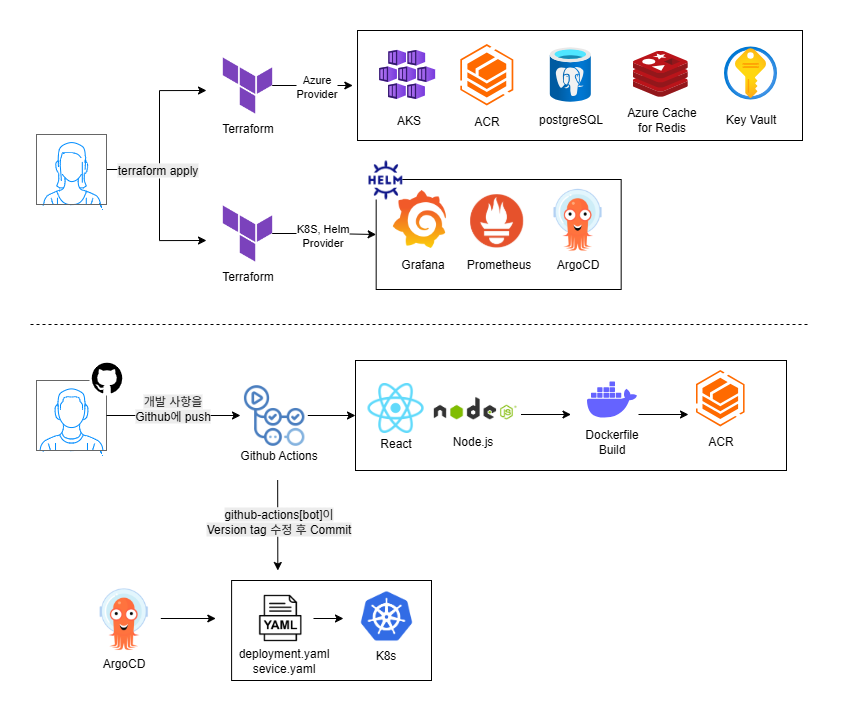 Terraform
Azure
Provider
AKS
ACR
postgreSQL
Azure Cache
for Redis
Key Vault
terraform apply
HELM
Terraform
K8S, Helm
Provider
Grafana
Prometheus
ArgoCD
개발 사항을
Github에 push
Github Actions
React
node
JS
Node.js
Dockerfile
Build
ACR
github-actions[bot]이
Version tag 수정 후 Commit
ArgoCD
YAML
deployment.yaml
sevice.yaml
K8s